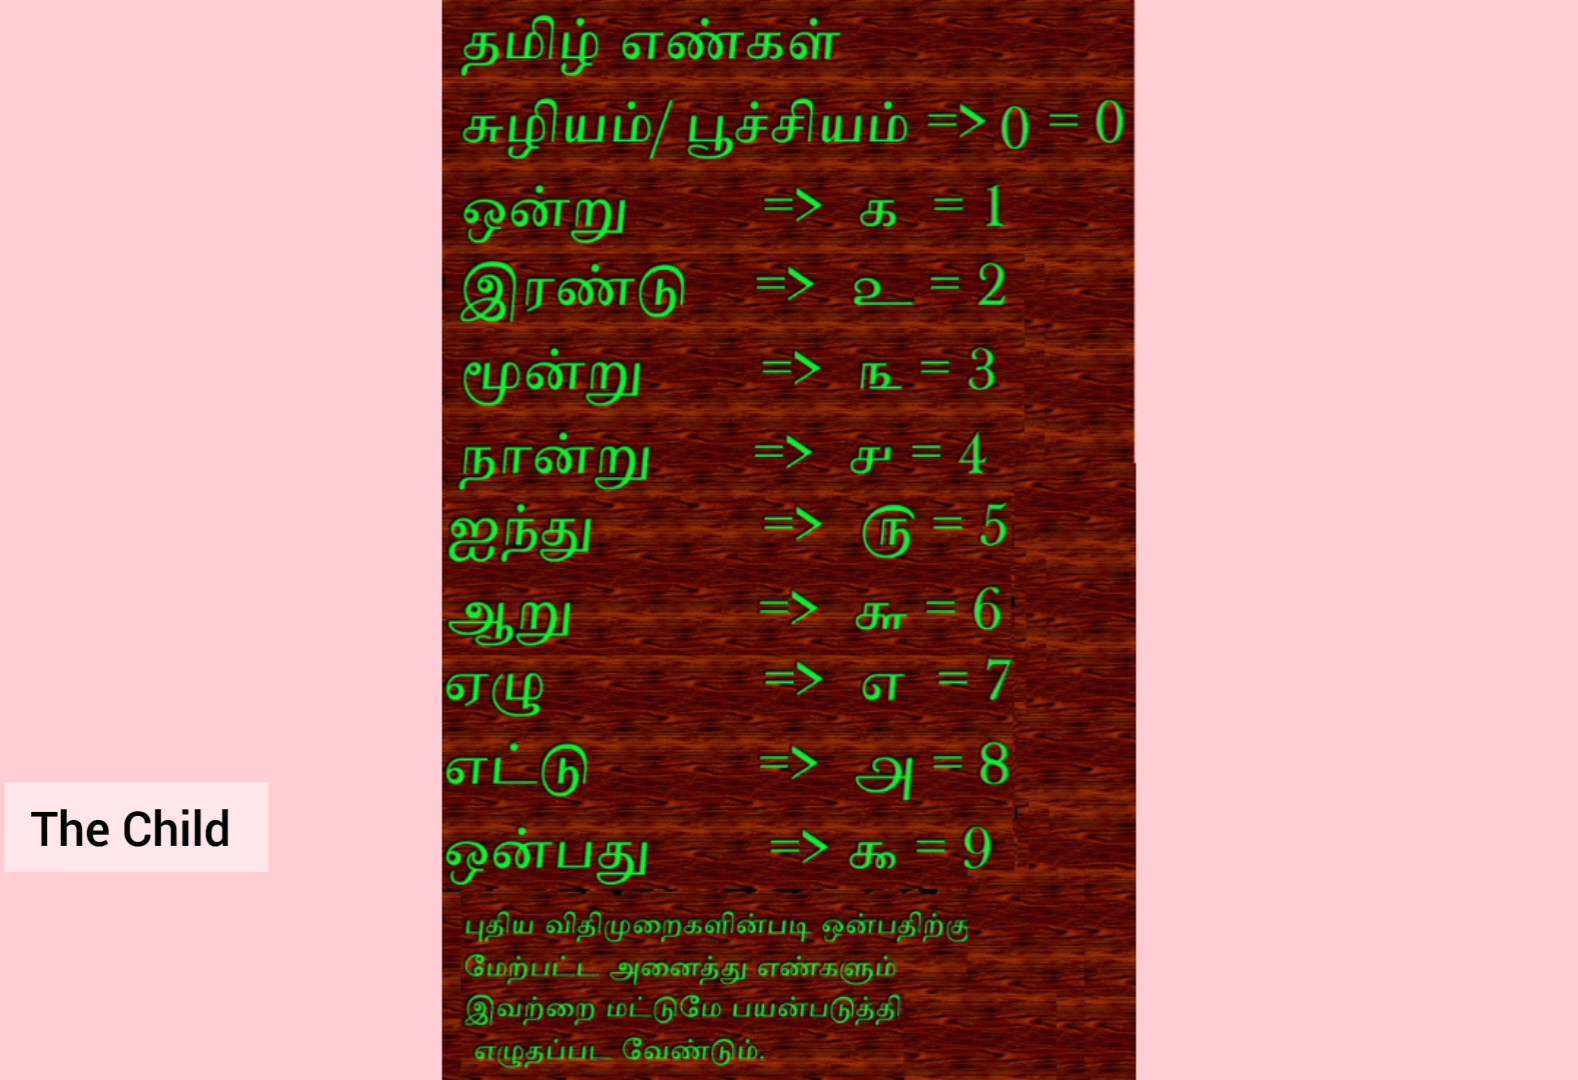 தமிழ் எண்கள்
சுழியம்/ பூச்சியம் => 0 = 0
ஒன்று => ௧ = 1
இரண்டு => ௨ = 2
மூன்று => ௩ = 3
நான்று => ௪ = 4
ஐந்து => ௫ = 5
ஆறு => ௬ = 6
ஏழு => ௭ = 7
எட்டு => ௮ = 8
ஒன்பது => ௯ = 9
புதிய விதிமுறைகளின்படி ஒன்பதிற்கு
மேற்பட்ட அனைத்து எண்களும்
இவற்றை மட்டுமே பயன்படுத்தி
எழுதப்பட வேண்டும்.
The Child